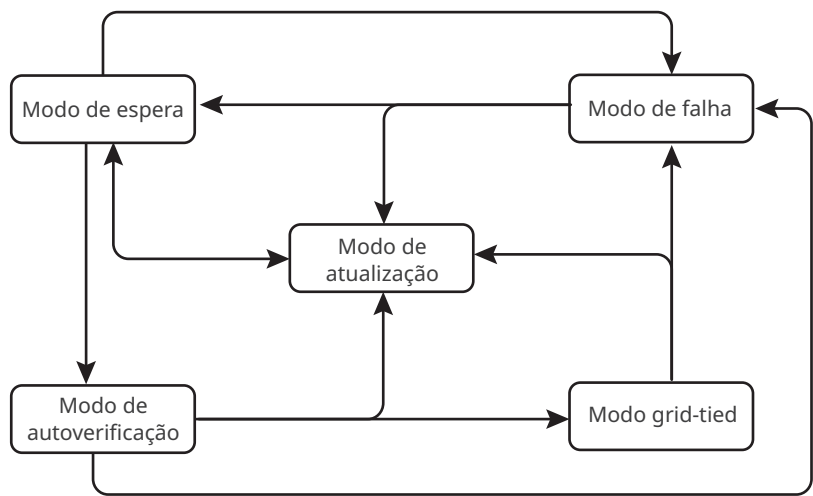 Modo de espera
Modo de falha
Modo de
atualização
Modo de
autoverificação
Modo grid-tied